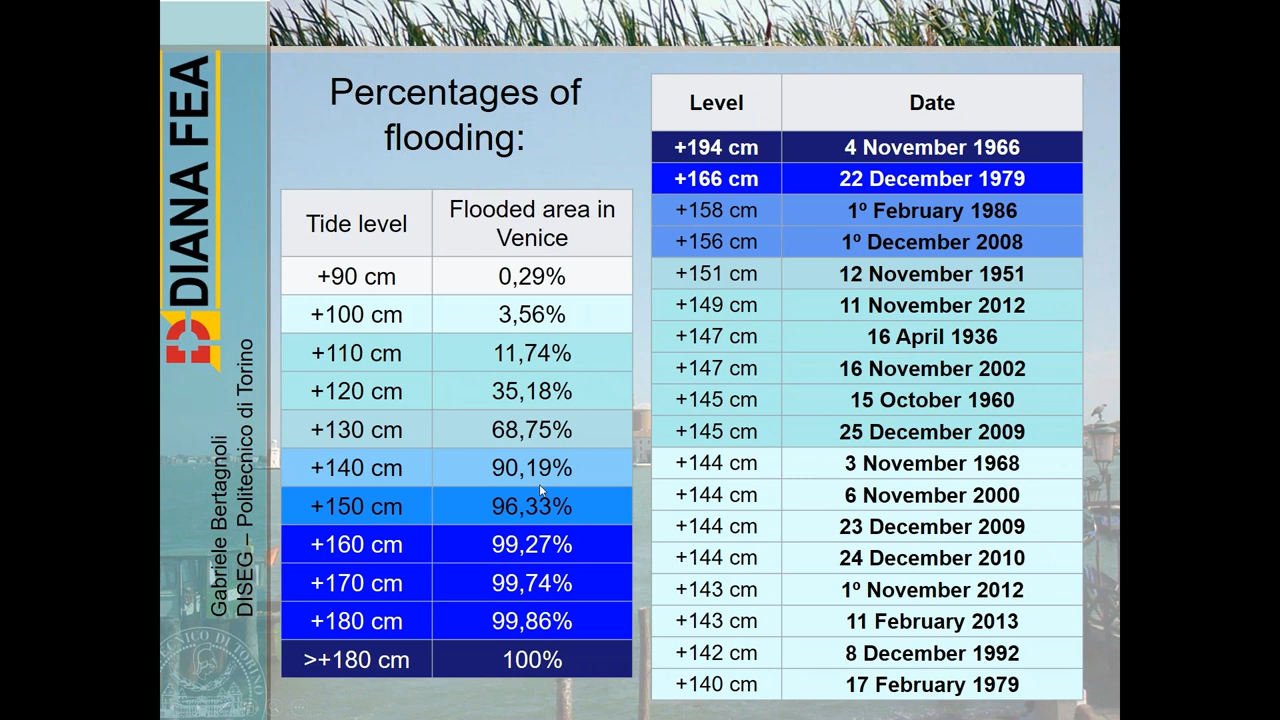 DIANA FEA
Gabriele Bertagnoli
DISEG – Politecnico di Torino
Percentages of
flooding:
Tide level Flooded area in Venice
+90 cm 0,29%
+100 cm 3,56%
+110 cm 11,74%
+120 cm 35,18%
+130 cm 68,75%
+140 cm 90,19%
+150 cm 96,33%
+160 cm 99,27%
+170 cm 99,74%
+180 cm 99,86%
>+180 cm 100%
Level Date
+194 cm 4 November 1966
+166 cm 22 December 1979
+158 cm 1º February 1986
+156 cm 1º December 2008
+151 cm 12 November 1951
+149 cm 11 November 2012
+147 cm 16 April 1936
+147 cm 16 November 2002
+145 cm 15 October 1960
+145 cm 25 December 2009
+144 cm 3 November 1968
+144 cm 6 November 2000
+144 cm 23 December 2009
+144 cm 24 December 2010
+143 cm 1º November 2012
+143 cm 11 February 2013
+142 cm 8 December 1992
+140 cm 17 February 1979